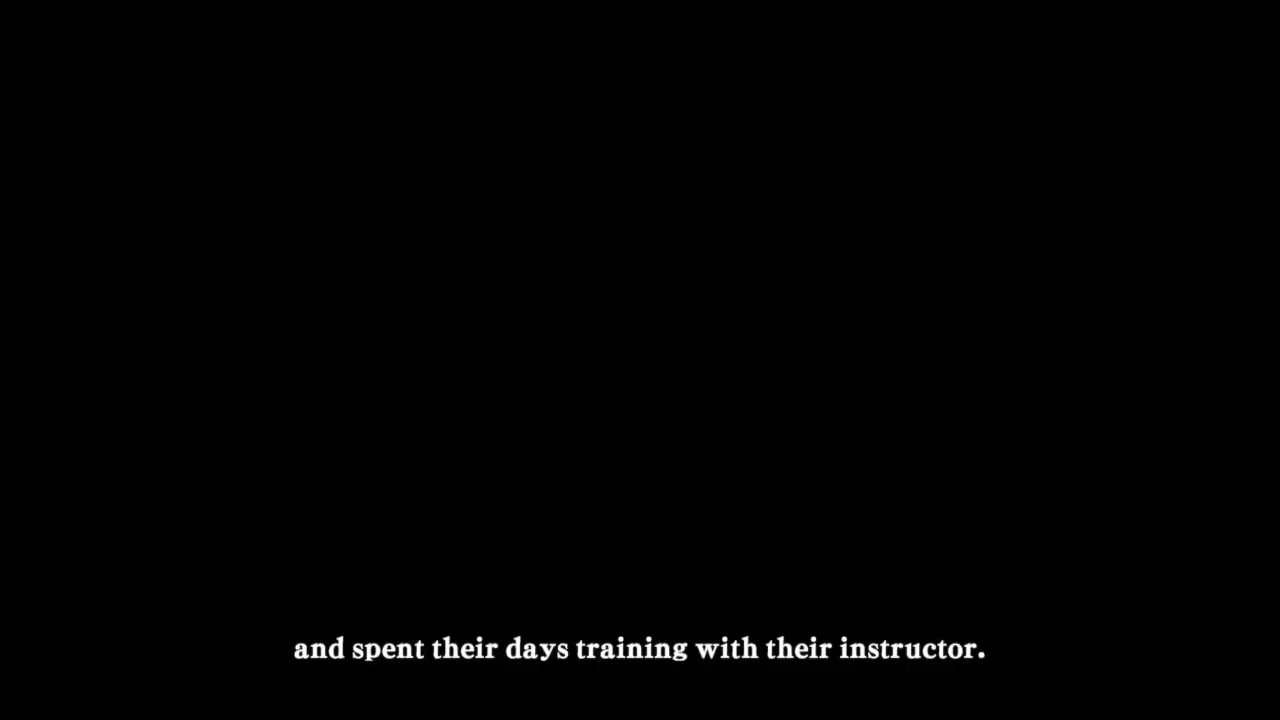 and spent their days training with their instructor.